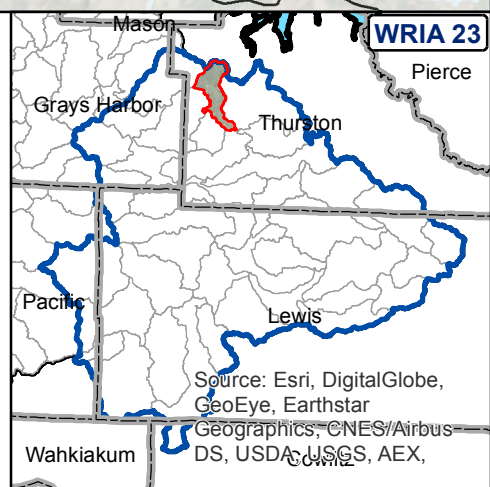 Mason
WRIA 23
Pierce
Grays Harbor
Thurston
Pacific
Lewis
Source: Esri, DigitalGlobe,
GeoEye, Earthstar
Geographics, CNES/Airbus
DS, USDA, USGS, AEX,
Wahkiakum
Cowlitz